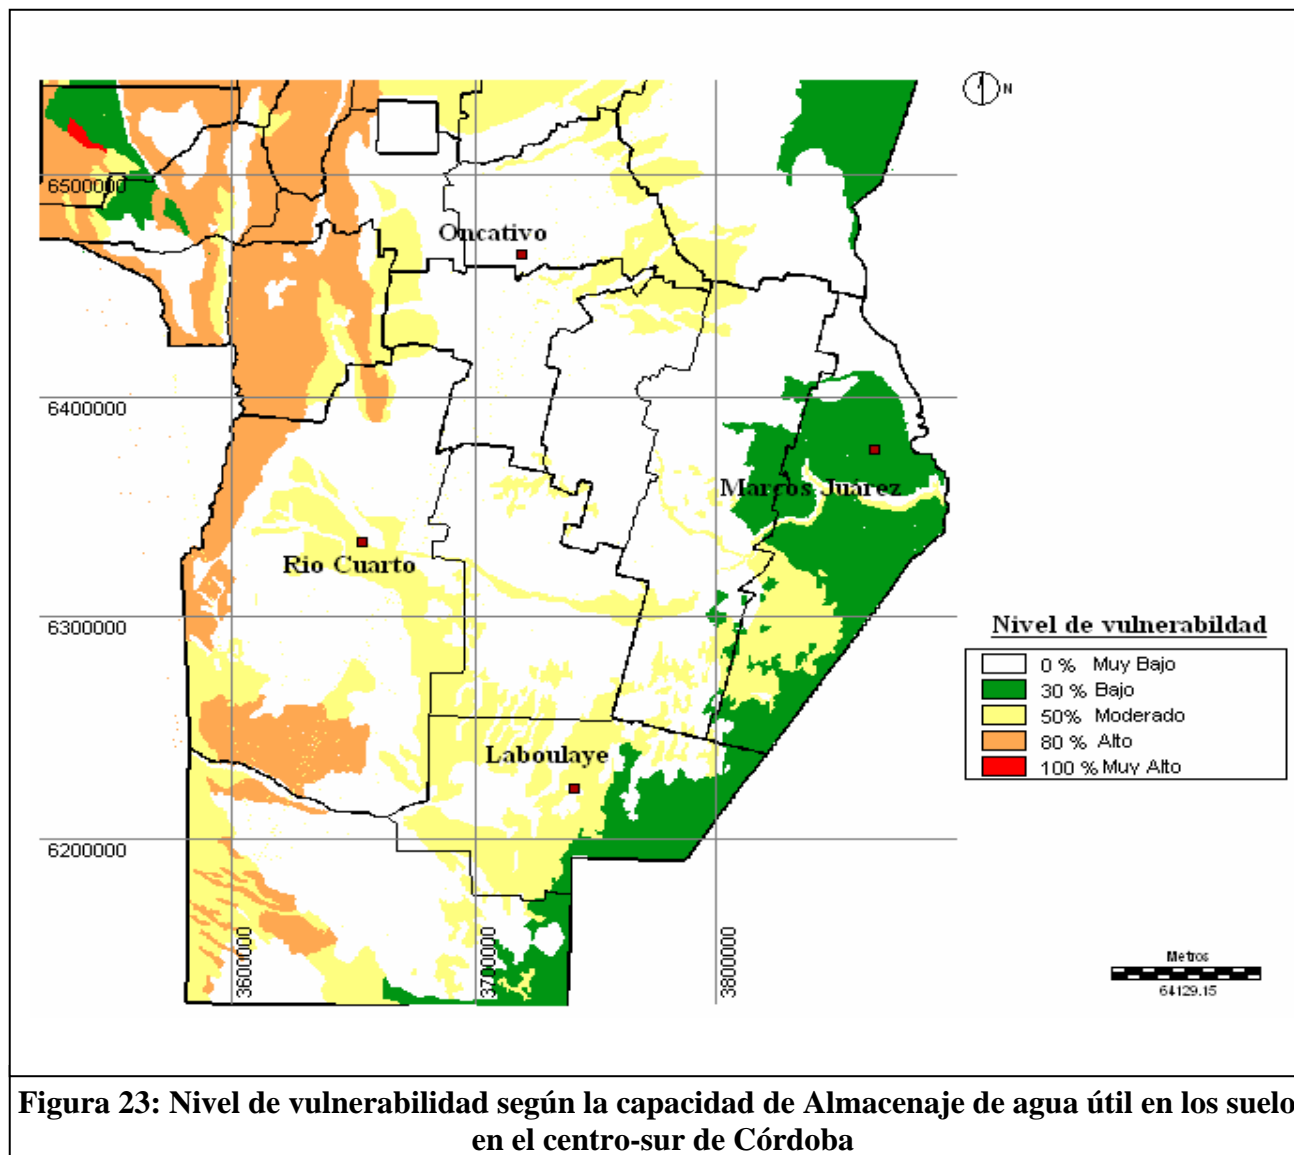 N
6500000
Oncativo
6400000
Marcos Juárez
Rio Cuarto
6300000
Nivel de vulnerabildad
0 % Muy Bajo
30 % Bajo
50% Moderado
80 % Alto
100 % Muy Alto
Laboulaye
6200000
3600000
3700000
3800000
Metros
64129.15
Figura 23: Nivel de vulnerabilidad según la capacidad de Almacenaje de agua útil en los suelo
en el centro-sur de Córdoba